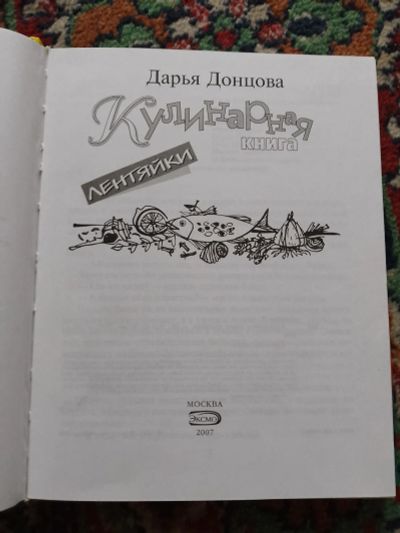 Дарья Донцова
Кулинарная
книга
ЛЕНТЯЙКИ
МОСКВА
ЭКСМО
2007